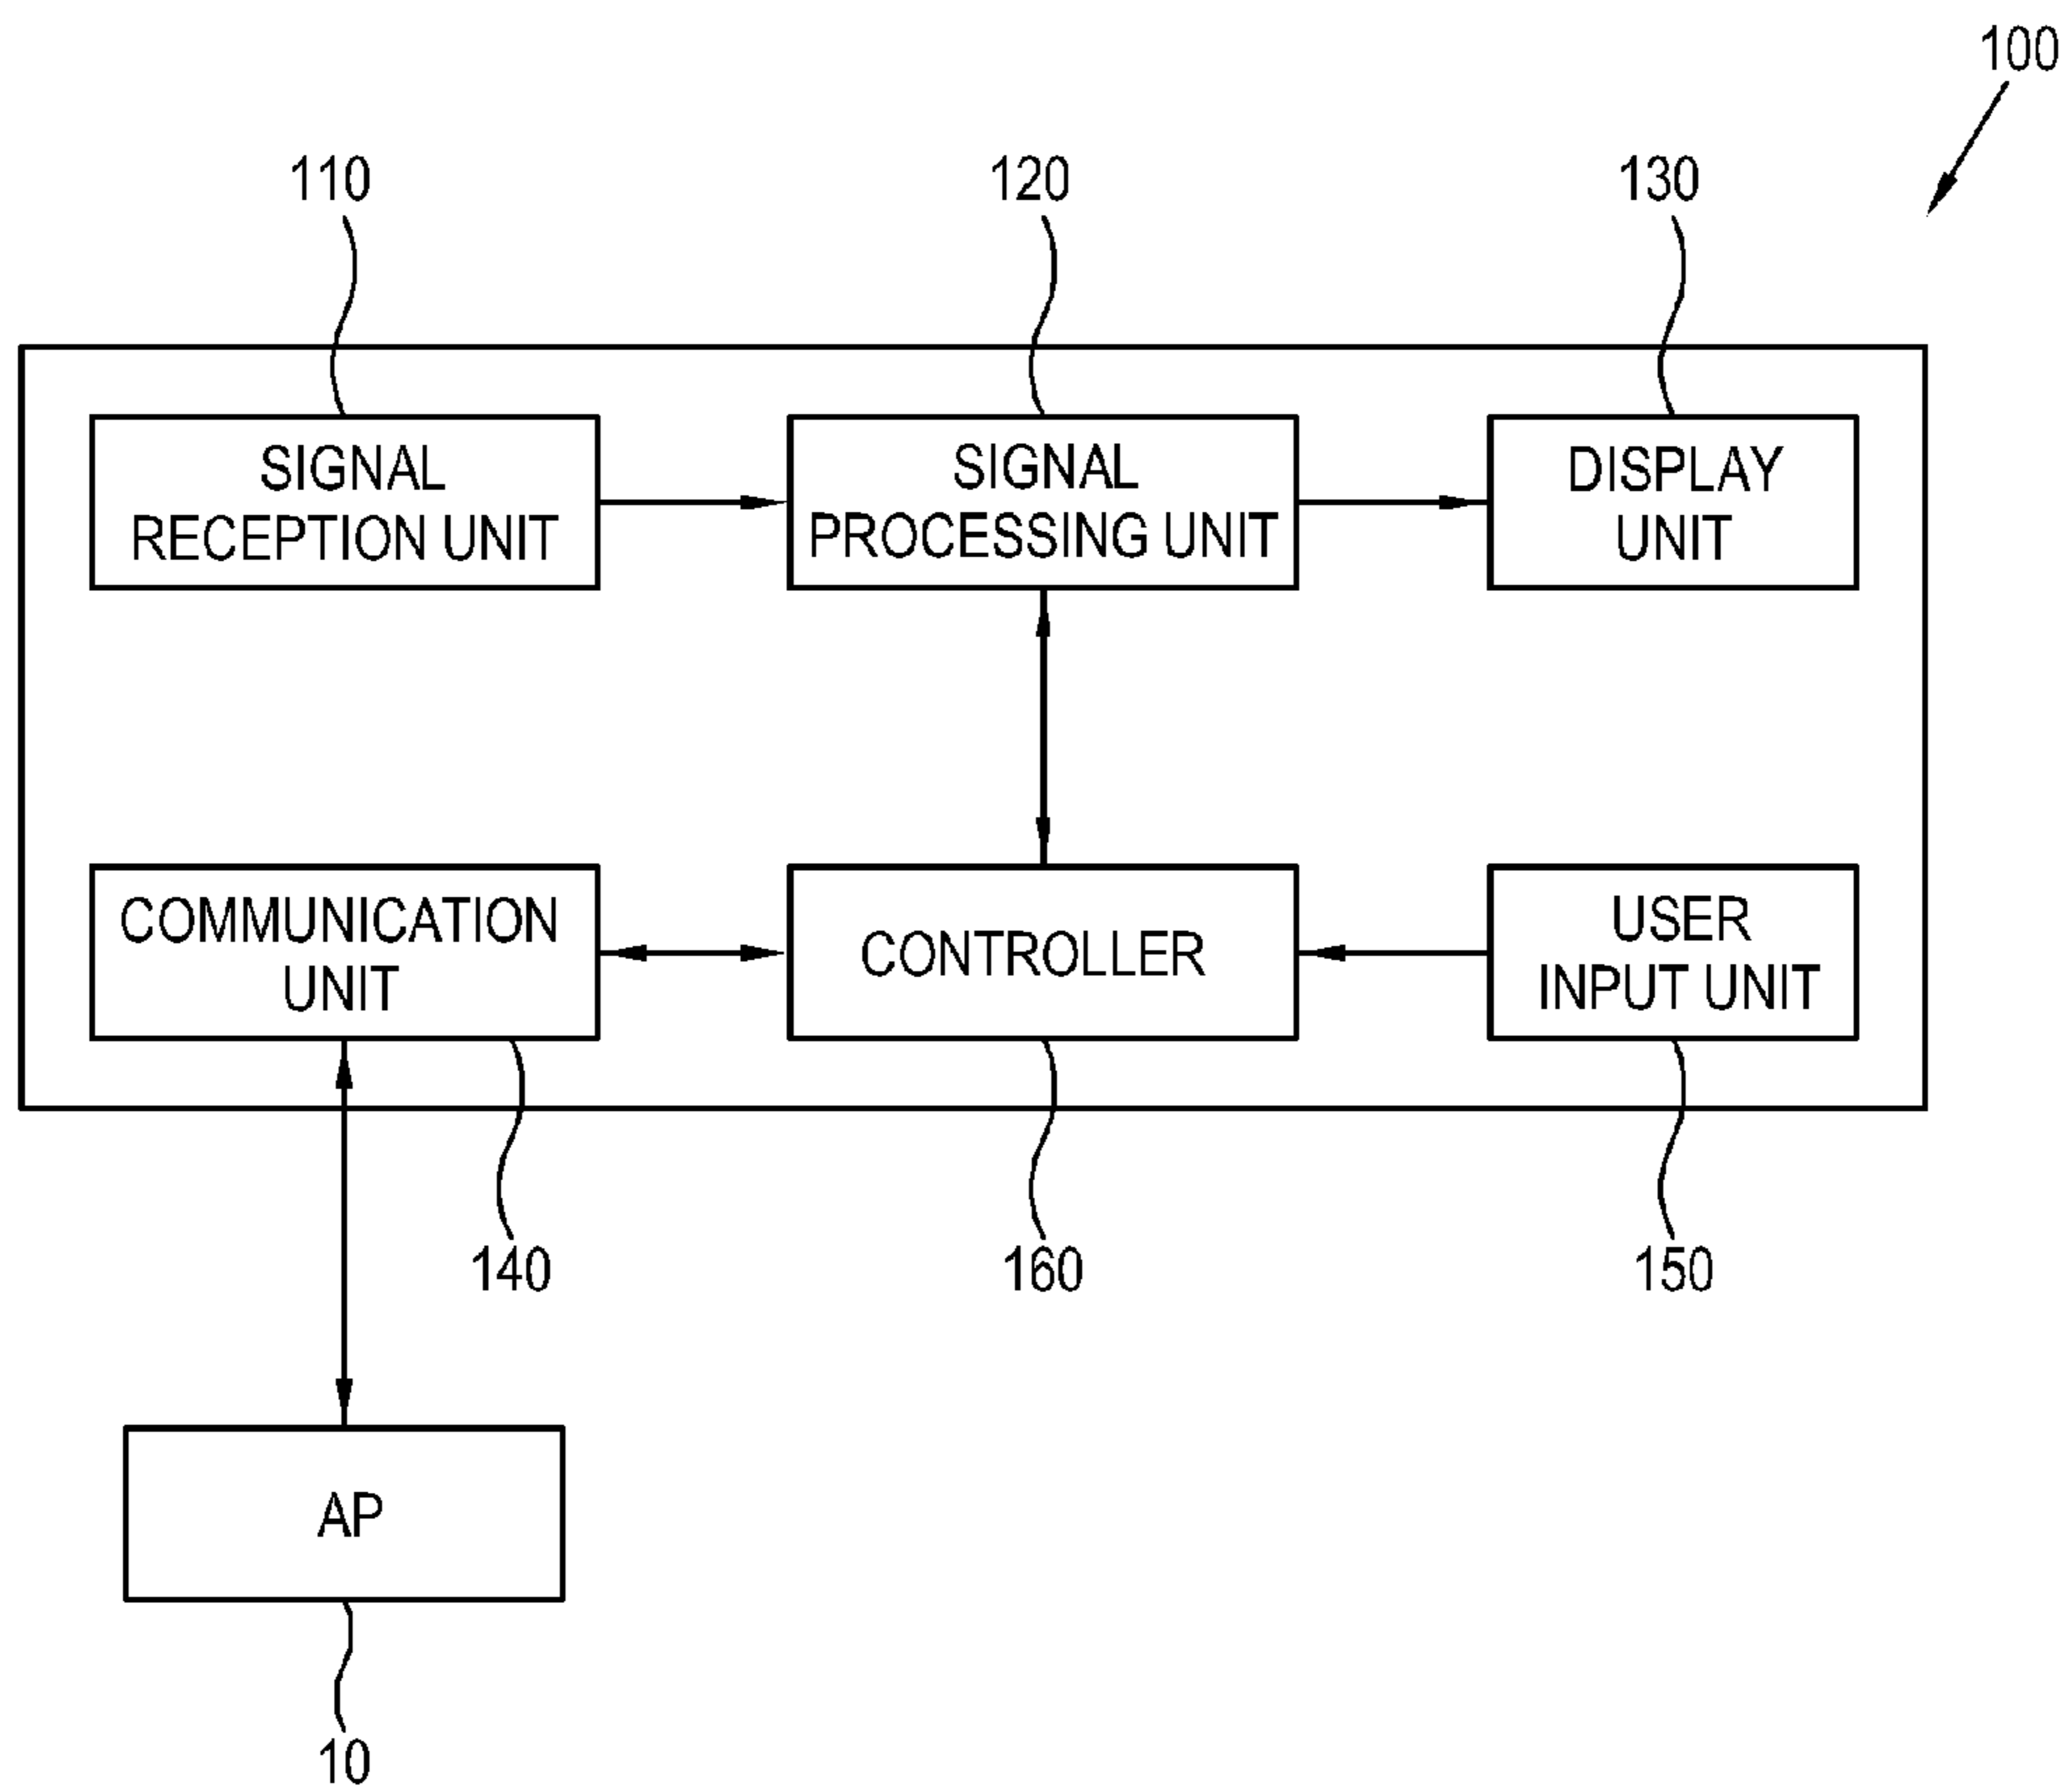 100
110
120
130
SIGNAL
RECEPTION UNIT
SIGNAL
PROCESSING UNIT
DISPLAY
UNIT
COMMUNICATION
UNIT
CONTROLLER
USER
INPUT UNIT
140
160
150
AP
10